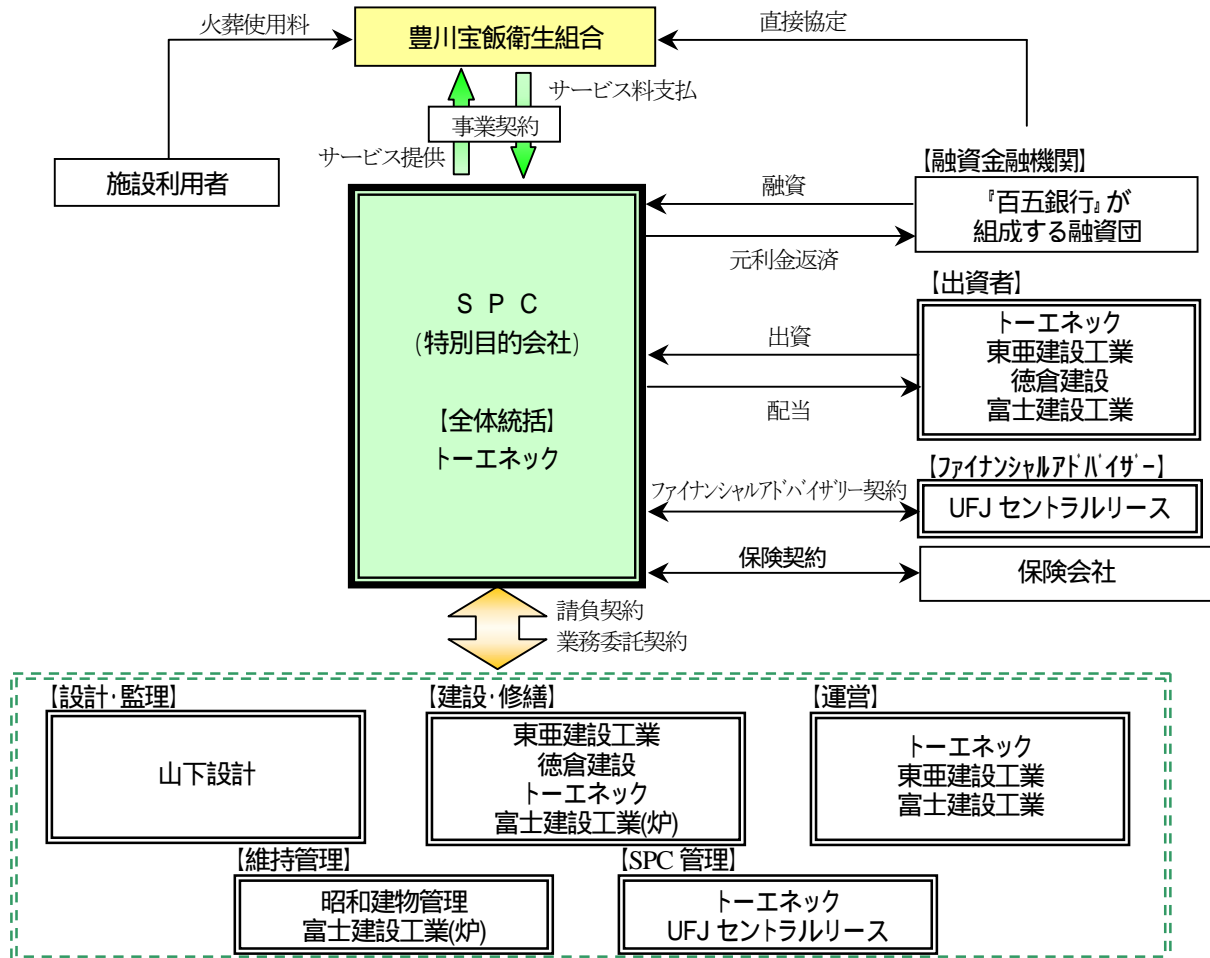 火葬使用料
豊川宝飯衛生組合
直接協定
サービス料支払
事業契約
サービス提供
施設利用者
【融資金融機関】
『百五銀行』が
組成する融資団
融資
元利金返済
S P C
(特別目的会社)
【全体統括】
トーエネック
【出資者】
トーエネック
東亜建設工業
徳倉建設
富士建設工業
出資
配当
【ファイナンシャルアドバイザー】
UFJ セントラルリース
ファイナンシャルアドバイザリー契約
保険契約
保険会社
請負契約
業務委託契約
【設計・監理】
山下設計
【建設・修繕】
東亜建設工業
徳倉建設
トーエネック
富士建設工業(炉)
【運営】
トーエネック
東亜建設工業
富士建設工業
【維持管理】
昭和建物管理
富士建設工業(炉)
【SPC 管理】
トーエネック
UFJ セントラルリース